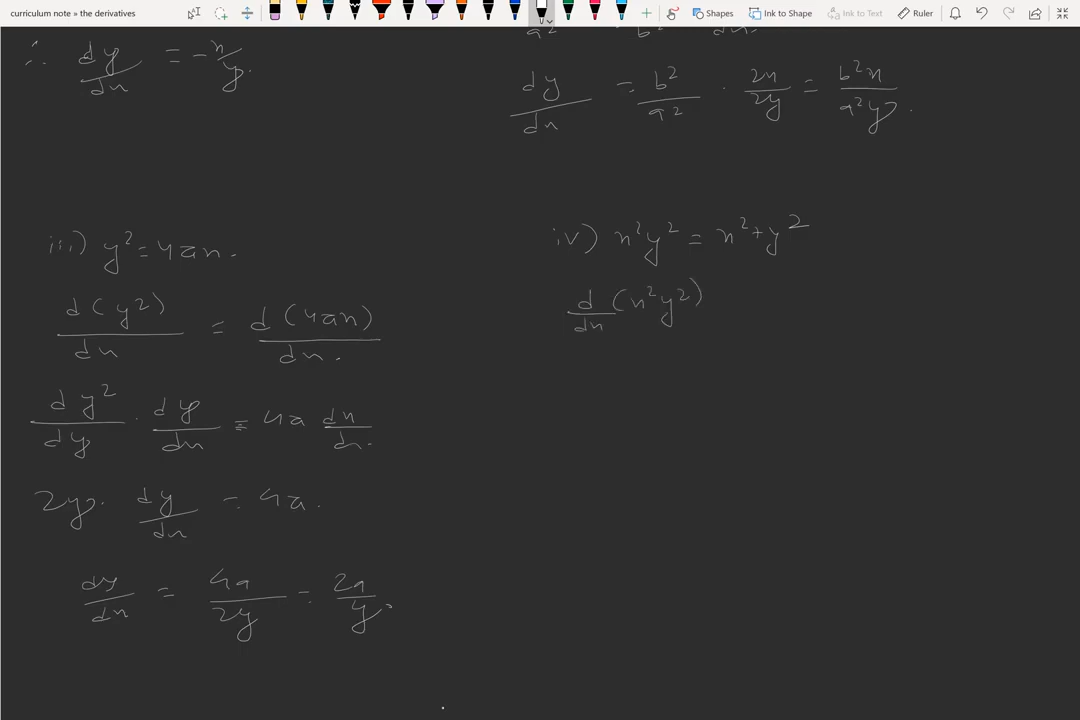 curriculum note » the derivatives
Shapes Ink to Shape Ink to Text Ruler
∴ dy/dx = -x/y.
dy/dx = b²/a² · 2x/2y = b²x/a²y.
iii) y² = 4ax.
d(y²)/dx = d(4ax)/dx.
dy²/dy · dy/dx = 4a dx/dx.
2y · dy/dx = 4a.
dy/dx = 4a/2y = 2a/y.
iv) x²y² = x² + y²
d/dx (x²y²)